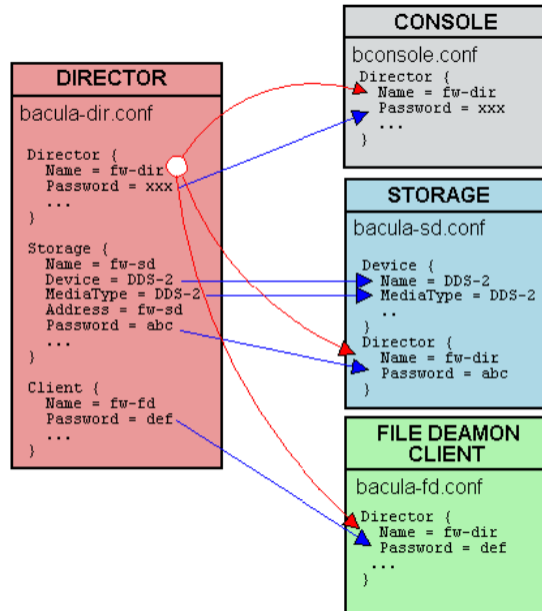 DIRECTOR
bacula-dir.conf
Director {
Name = fw-dir
Password = xxx
...
}
Storage {
Name = fw-sd
Device = DDS-2
MediaType = DDS-2
Address = fw-sd
Password = abc
...
}
Client {
Name = fw-fd
Password = def
...
}
CONSOLE
bconsole.conf
Director {
Name = fw-dir
Password = xxx
...
}
STORAGE
bacula-sd.conf
Device {
Name = DDS-2
MediaType = DDS-2
..
}
Director {
Name = fw-dir
Password = abc
}
FILE DEAMON
CLIENT
bacula-fd.conf
Director {
Name = fw-dir
Password = def
...
}